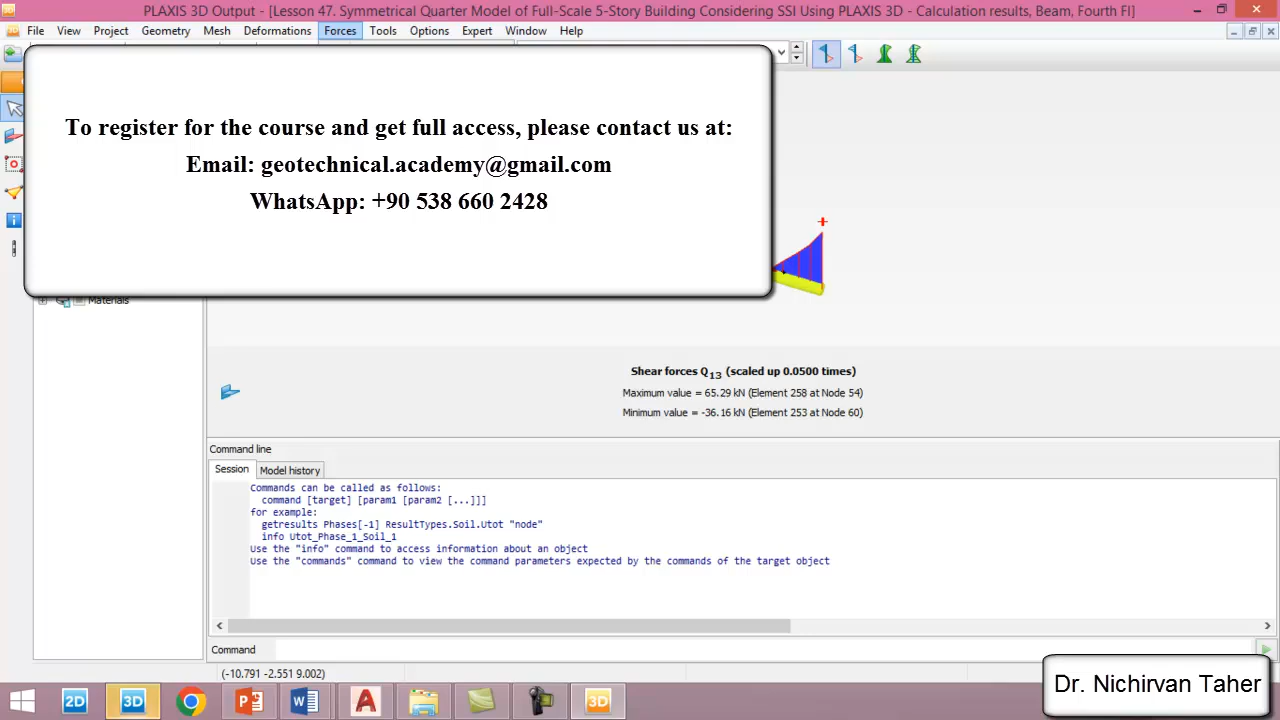 PLAXIS 3D Output - [Lesson 47. Symmetrical Quarter Model of Full-Scale 5-Story Building Considering SSI Using PLAXIS 3D - Calculation results, Beam, Fourth Fl]
File View Project Geometry Mesh Deformations Forces Tools Options Expert Window Help
To register for the course and get full access, please contact us at:
Email: geotechnical.academy@gmail.com
WhatsApp: +90 538 660 2428
Materials
Shear forces Q13 (scaled up 0.0500 times)
Maximum value = 65.29 kN (Element 258 at Node 54)
Minimum value = -36.16 kN (Element 253 at Node 60)
Command line
Session Model history
Commands can be called as follows:
command [target] [param1 [param2 [...]]]
for example:
getresults Phases[-1] ResultTypes.Soil.Utot "node"
info Utot_Phase_1_Soil_1
Use the "info" command to access information about an object
Use the "commands" command to view the command parameters expected by the commands of the target object
Command
(-10.791 -2.551 9.002)
Dr. Nichirvan Taher
2D 3D 3D